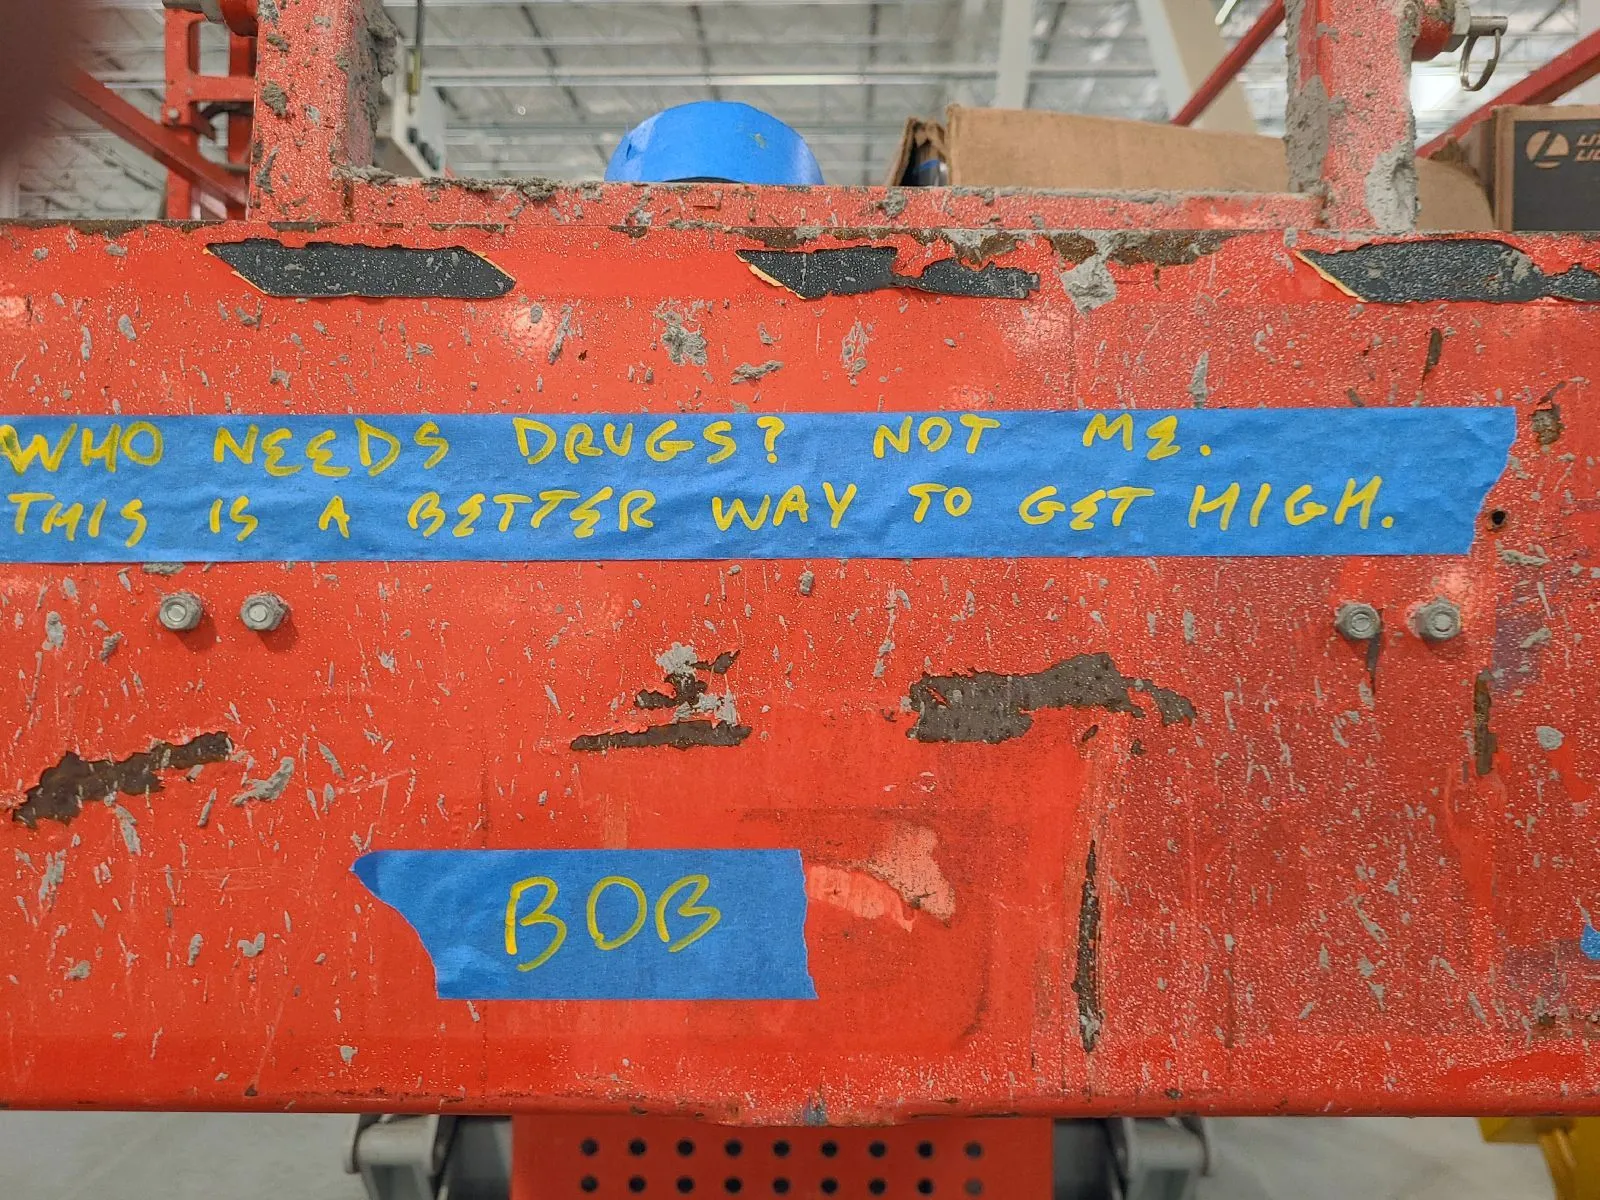 WHO NEEDS DRUGS? NOT ME.
THIS IS A BETTER WAY TO GET HIGH.
BOB